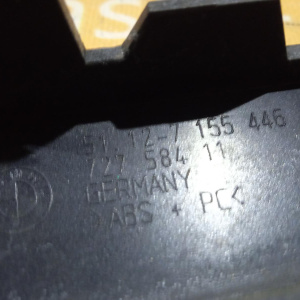 51.12-7 155 446
727 584 11
GERMANY
>ABS + PC<